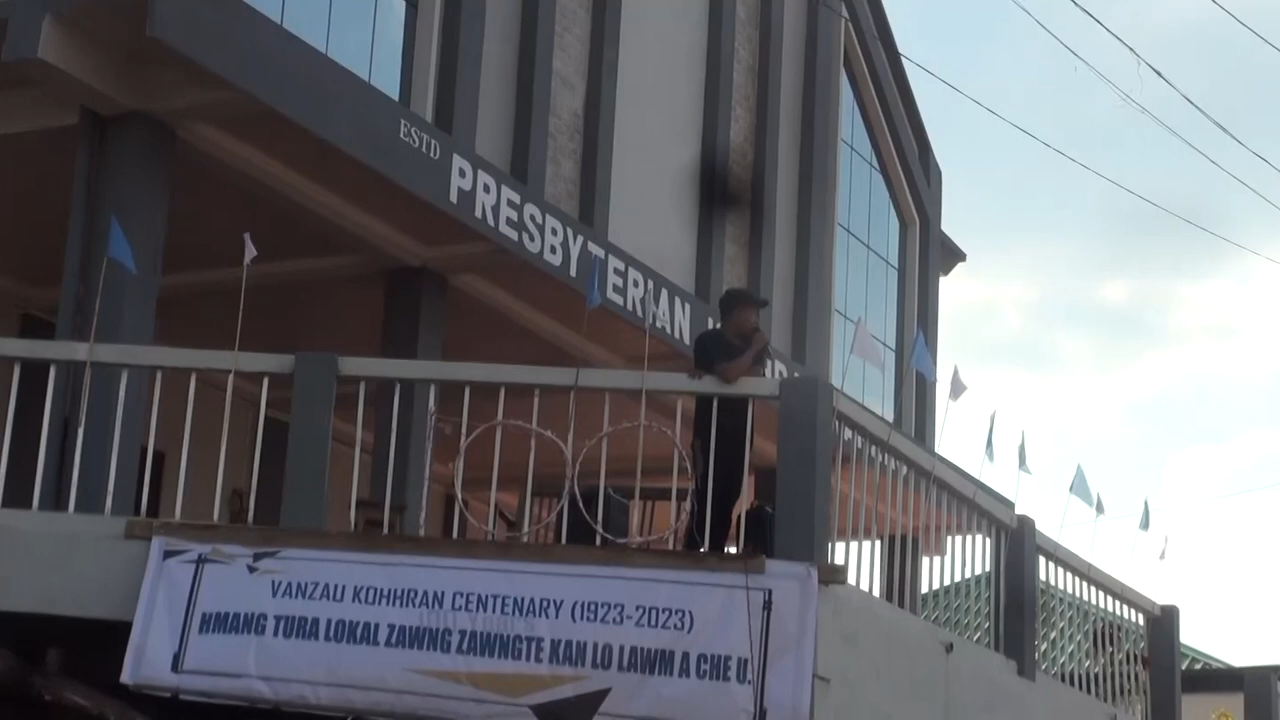 ESTD
PRESBYTERIAN
VANZAU KOHHRAN CENTENARY (1923-2023)
HMANG TURA LOKAL ZAWNG ZAWNGTE KAN LO LAWM A CHE U.